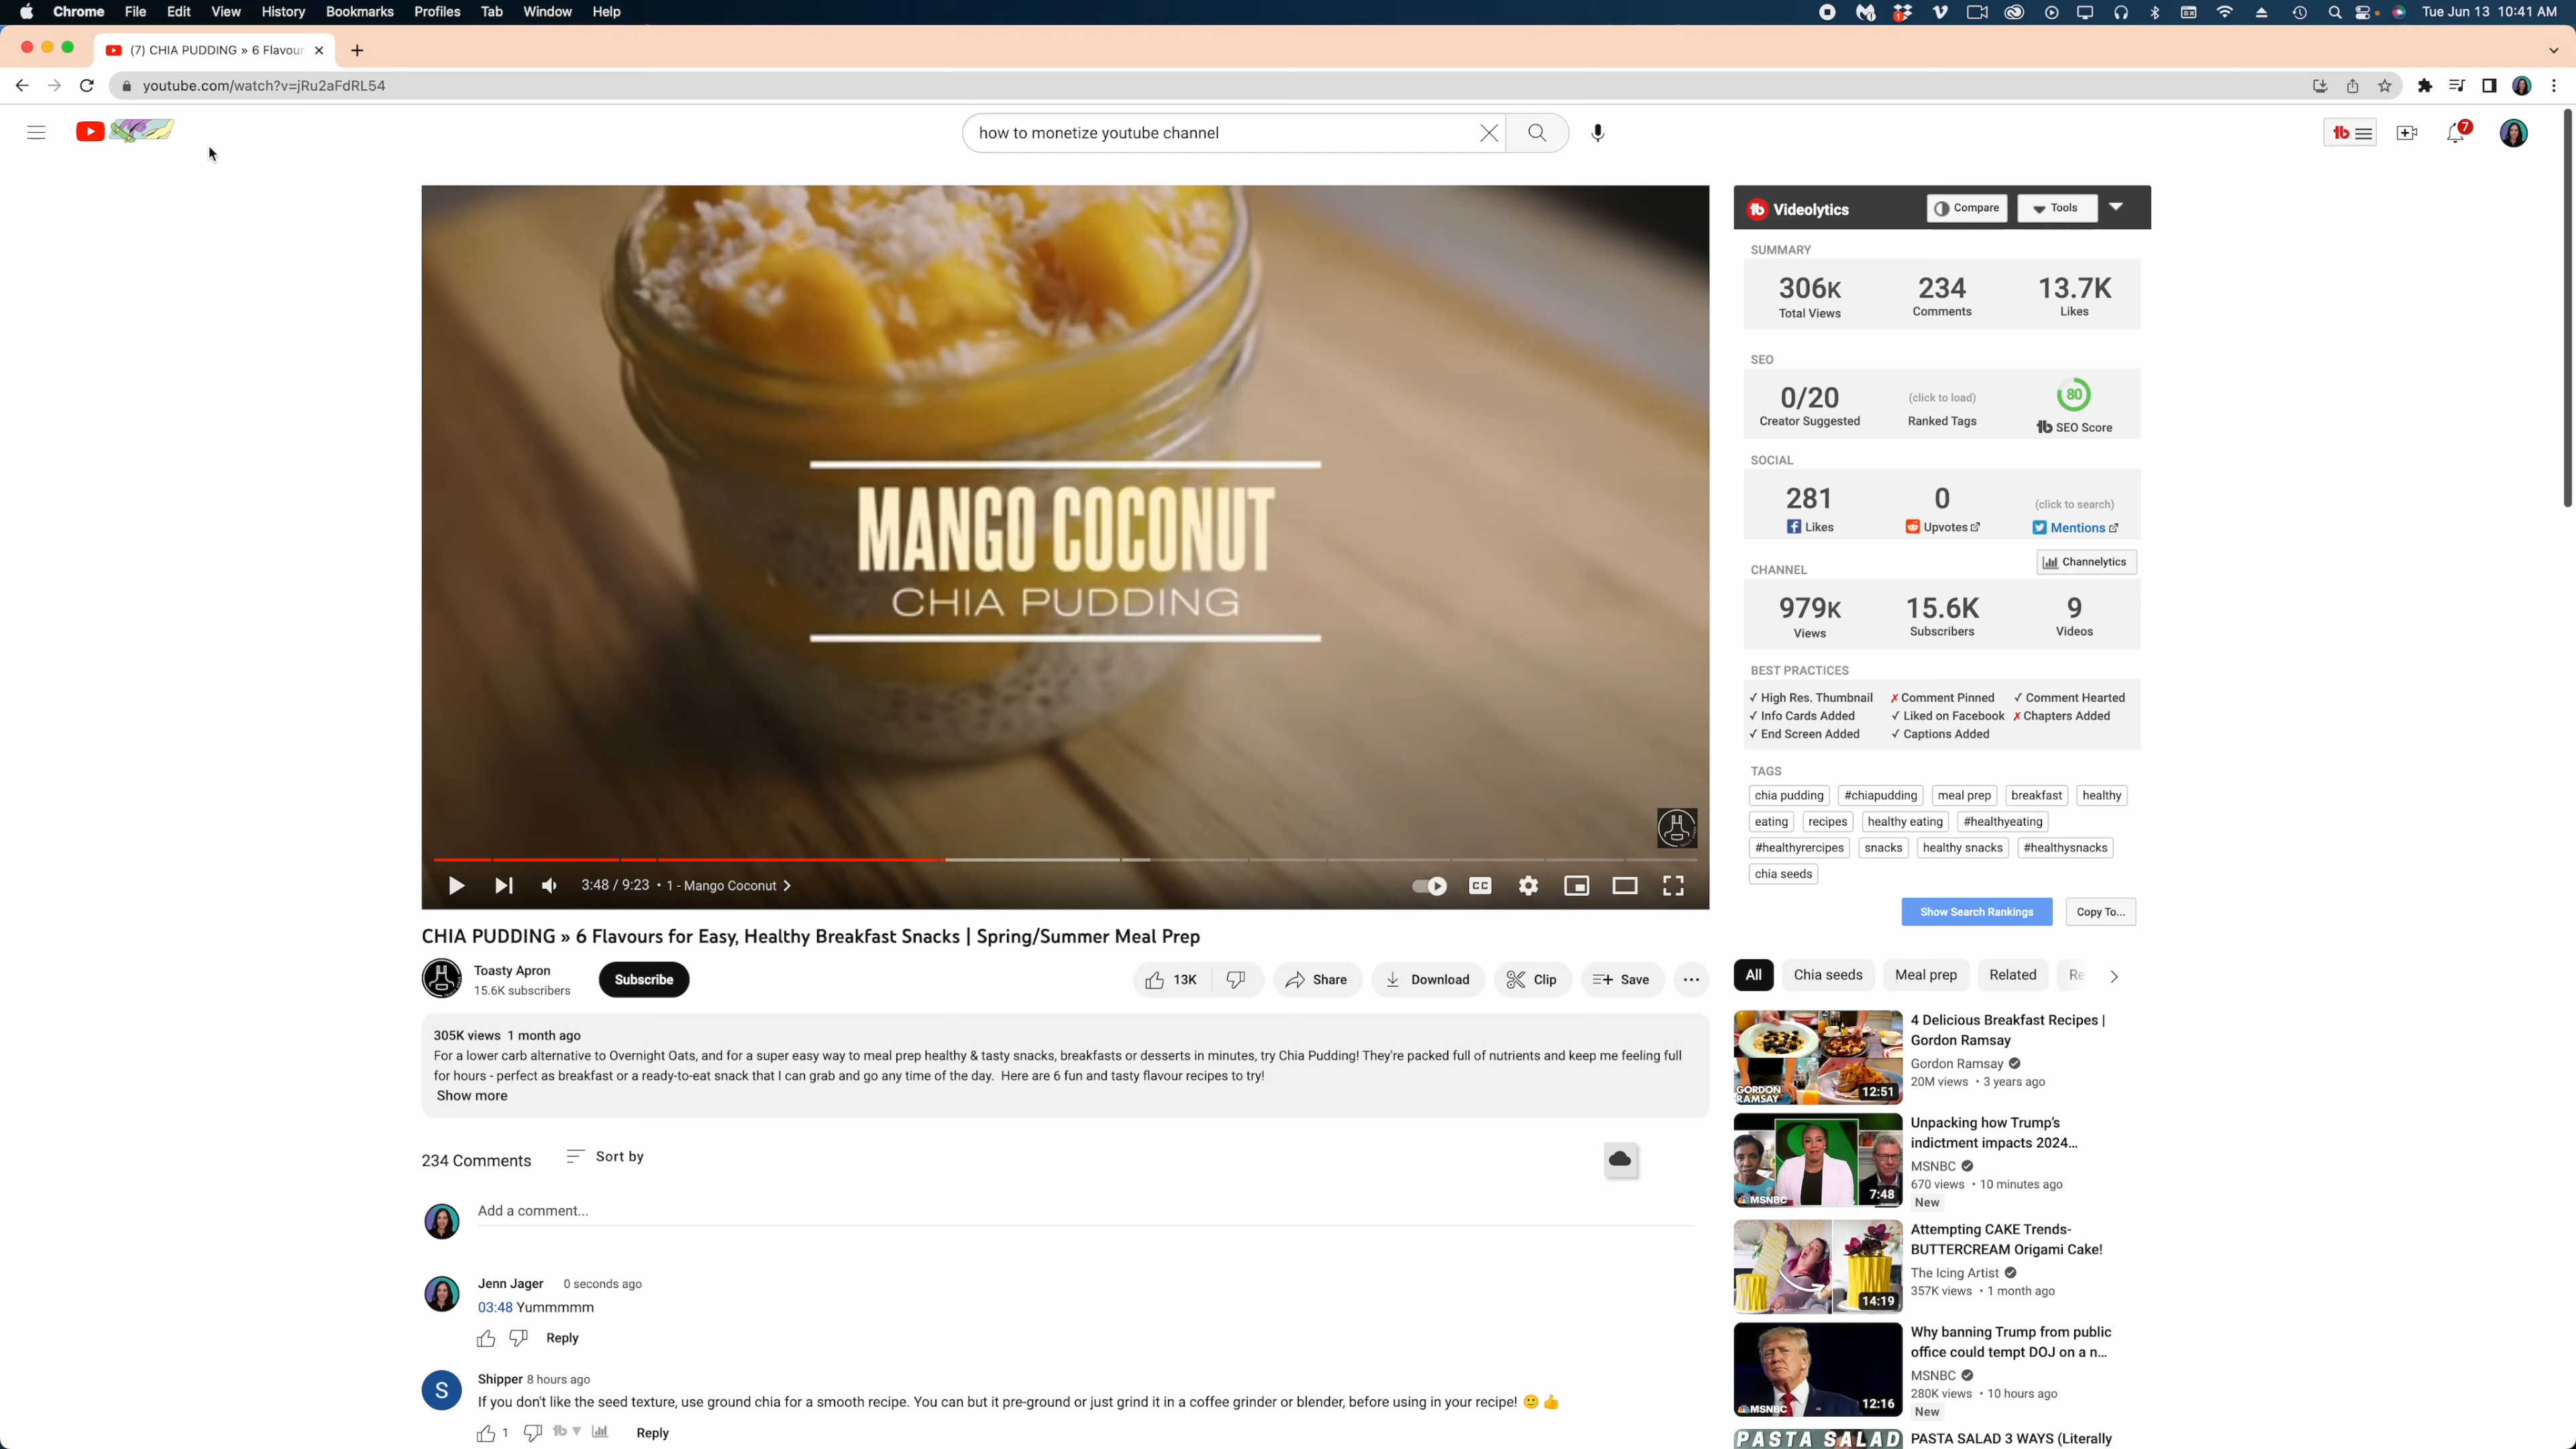 Chrome File Edit View History Bookmarks Profiles Tab Window Help
Tue Jun 13 10:41 AM
(7) CHIA PUDDING » 6 Flavour
youtube.com/watch?v=jRu2aFdRL54
how to monetize youtube channel
7
MANGO COCONUT
CHIA PUDDING
3:48 / 9:23 • 1 - Mango Coconut
CC
CHIA PUDDING » 6 Flavours for Easy, Healthy Breakfast Snacks | Spring/Summer Meal Prep
Toasty Apron
15.6K subscribers
Subscribe
13K
Share
Download
Clip
Save
305K views 1 month ago
For a lower carb alternative to Overnight Oats, and for a super easy way to meal prep healthy & tasty snacks, breakfasts or desserts in minutes, try Chia Pudding! They're packed full of nutrients and keep me feeling full
for hours - perfect as breakfast or a ready-to-eat snack that I can grab and go any time of the day. Here are 6 fun and tasty flavour recipes to try!
Show more
234 Comments
Sort by
Add a comment...
Jenn Jager 0 seconds ago
03:48 Yummmmm
Reply
S
Shipper 8 hours ago
If you don't like the seed texture, use ground chia for a smooth recipe. You can but it pre-ground or just grind it in a coffee grinder or blender, before using in your recipe! 🙂 👍
1
Reply
Videolytics
Compare
Tools
SUMMARY
306K 234 13.7K
Total Views Comments Likes
SEO
0/20 (click to load) 80
Creator Suggested Ranked Tags tb SEO Score
SOCIAL
281 0 (click to search)
Likes Upvotes Mentions
CHANNEL
Channelytics
979K 15.6K 9
Views Subscribers Videos
BEST PRACTICES
✓ High Res. Thumbnail ✗ Comment Pinned ✓ Comment Hearted
✓ Info Cards Added ✓ Liked on Facebook ✗ Chapters Added
✓ End Screen Added ✓ Captions Added
TAGS
chia pudding #chiapudding meal prep breakfast healthy
eating recipes healthy eating #healthyeating
#healthyrercipes snacks healthy snacks #healthysnacks
chia seeds
Show Search Rankings
Copy To...
All Chia seeds Meal prep Related Re
GORDON
RAMSAY
12:51
4 Delicious Breakfast Recipes |
Gordon Ramsay
Gordon Ramsay
20M views • 3 years ago
MSNBC
7:48
Unpacking how Trump's
indictment impacts 2024...
MSNBC
670 views • 10 minutes ago
New
14:19
Attempting CAKE Trends-
BUTTERCREAM Origami Cake!
The Icing Artist
357K views • 1 month ago
MSNBC
12:16
Why banning Trump from public
office could tempt DOJ on a n...
MSNBC
280K views • 10 hours ago
New
PASTA SALAD
PASTA SALAD 3 WAYS (Literally